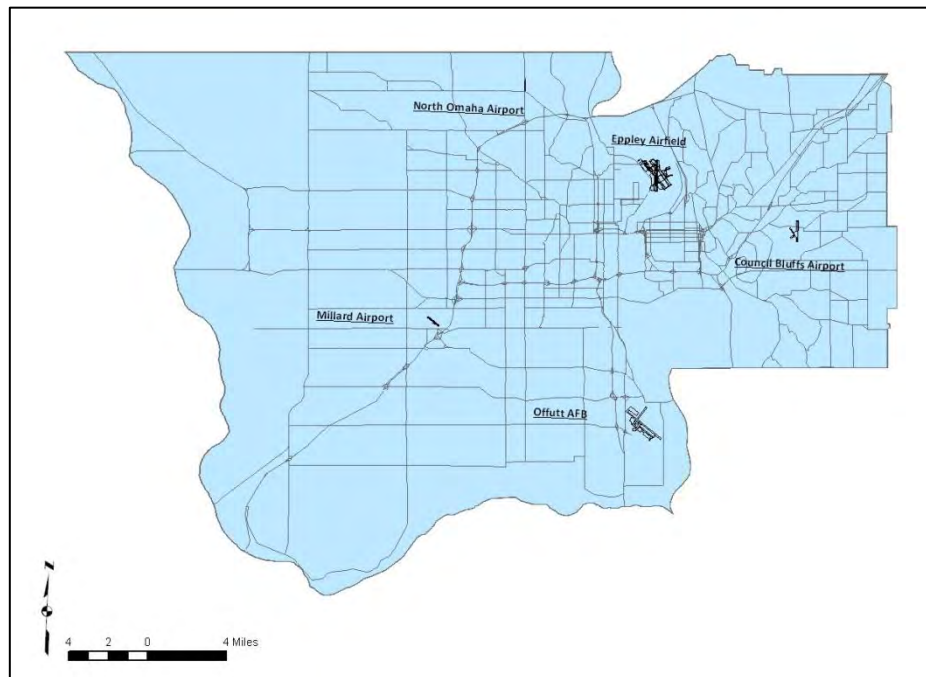 North Omaha Airport
Eppley Airfield
Council Bluffs Airport
Millard Airport
Offutt AFB
N
4 2 0 4 Miles